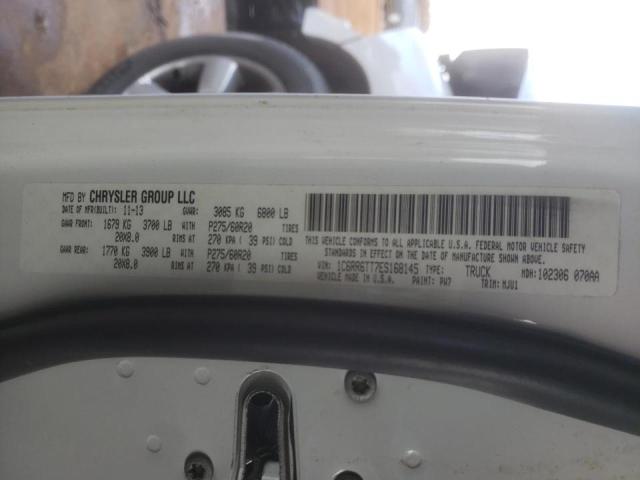 MFD BY CHRYSLER GROUP LLC
DATE OF MFR(BUILT): 11-13 GVWR: 3085 KG 6800 LB
GAWR FRONT: 1679 KG 3700 LB WITH P275/60R20 TIRES
20X8.0 RIMS AT 270 KPA ( 39 PSI) COLD
GAWR REAR: 1770 KG 3900 LB WITH P275/60R20 TIRES
20X8.0 RIMS AT 270 KPA ( 39 PSI) COLD
THIS VEHICLE CONFORMS TO ALL APPLICABLE U.S.A. FEDERAL MOTOR VEHICLE SAFETY
STANDARDS IN EFFECT ON THE DATE OF MANUFACTURE SHOWN ABOVE.
VIN: 1C6RR6TT7ES168145 TYPE: TRUCK MDH: 102306 070AA
VEHICLE MADE IN U.S.A. PAINT: PW7 TRIM: MJU1